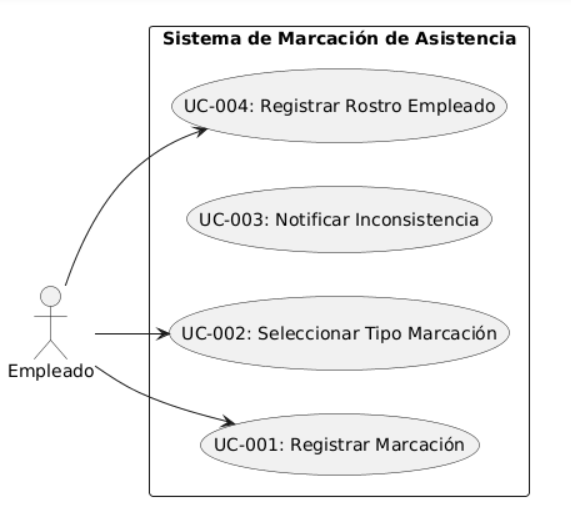 Sistema de Marcación de Asistencia
UC-004: Registrar Rostro Empleado
UC-003: Notificar Inconsistencia
UC-002: Seleccionar Tipo Marcación
Empleado
UC-001: Registrar Marcación